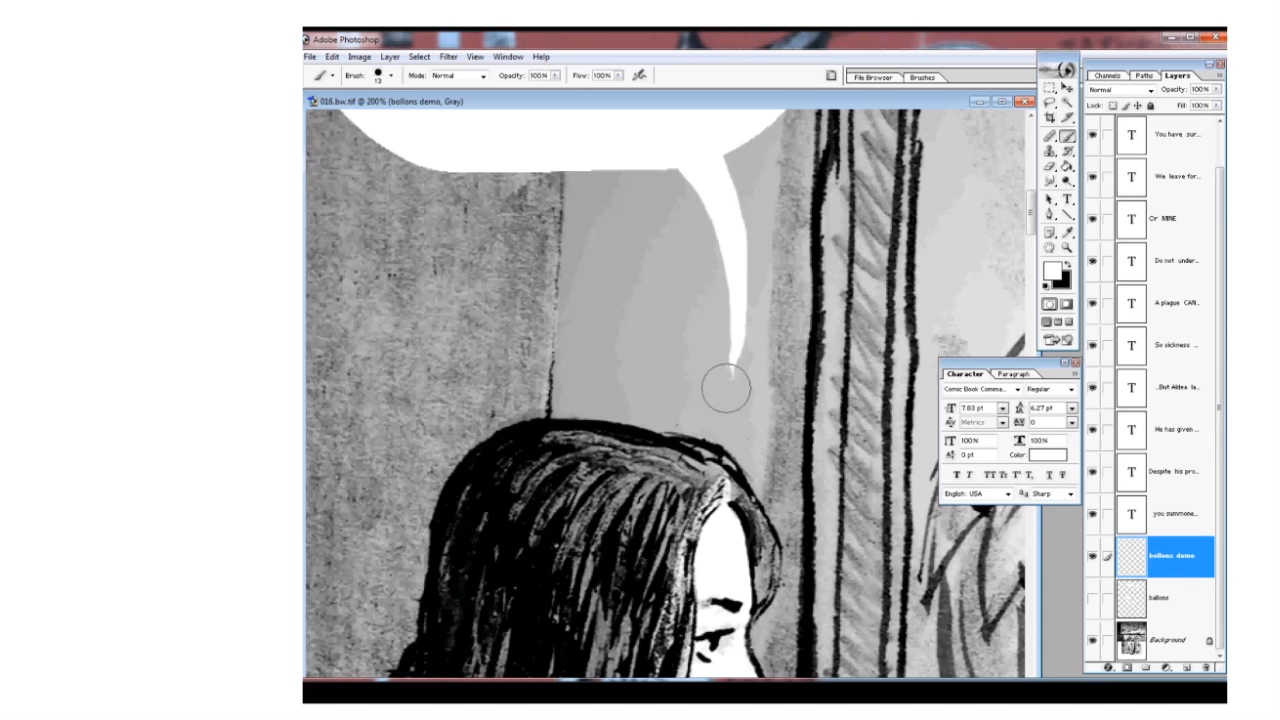 Adobe Photoshop
File Edit Image Layer Select Filter View Window Help
Brush: 13 Mode: Normal Opacity: 100% Flow: 100%
File Browser Brushes
016.bw.tif @ 200% (bollons demo, Gray)
Channels Paths Layers
Normal Opacity: 100%
Lock: Fill: 100%
You have sur...
We leave for...
Or MINE
Do not under...
A plague CAN...
So sickness ...
...But Aldea la...
He has given ...
Despite his pro...
you summone...
bollons demo
ballons
Background
Character Paragraph
Comic Book Comma... Regular
7.83 pt 6.27 pt
Metrics 0
100% 100%
0 pt Color:
T T TT Tr T' T, T T
English: USA aa Sharp